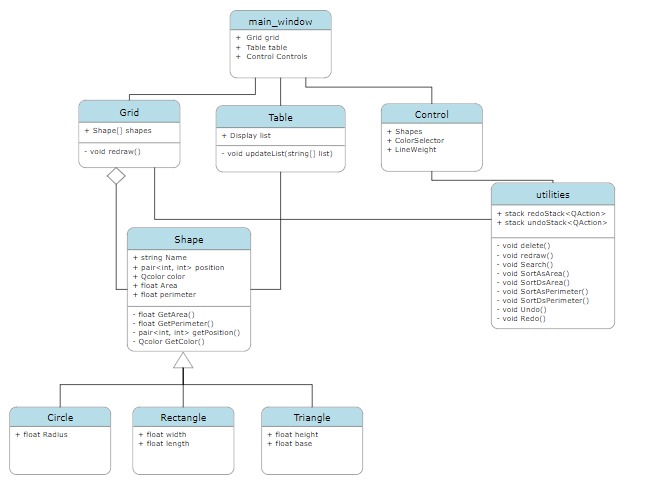 main_window
+ Grid grid
+ Table table
+ Control Controls
Grid
+ Shape[] shapes
- void redraw()
Table
+ Display list
- void updateList(string[] list)
Control
+ Shapes
+ ColorSelector
+ LineWeight
utilities
+ stack redoStack<QAction>
+ stack undoStack<QAction>
- void delete()
- void redraw()
- void Search()
- void SortAsArea()
- void SortDsArea()
- void SortAsPerimeter()
- void SortDsPerimeter()
- void Undo()
- void Redo()
Shape
+ string Name
+ pair<int, int> position
+ Qcolor color
+ float Area
+ float perimeter
- float GetArea()
- float GetPerimeter()
- pair<int, int> getPosition()
- Qcolor GetColor()
Circle
+ float Radius
Rectangle
+ float width
+ float length
Triangle
+ float height
+ float base